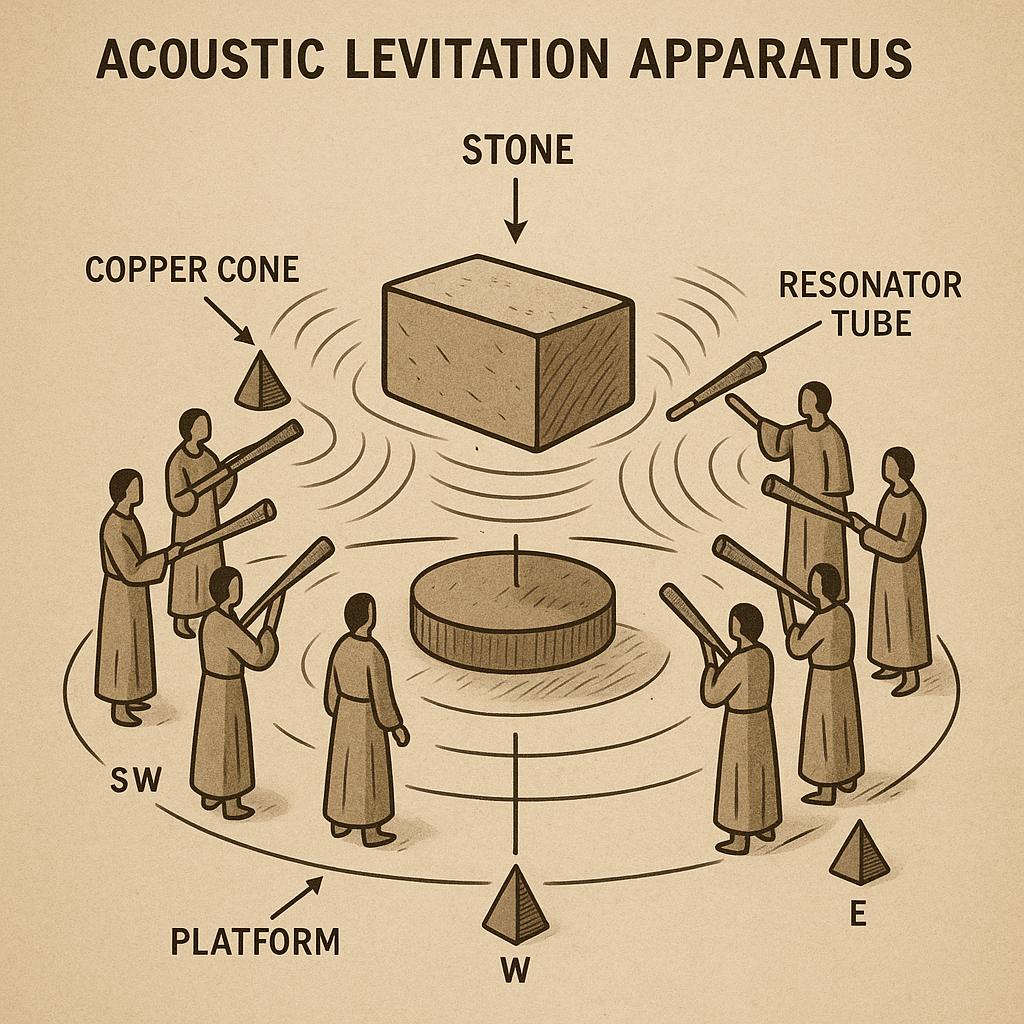 ACOUSTIC LEVITATION APPARATUS
STONE
COPPER CONE
RESONATOR
TUBE
SW
PLATFORM
E
W